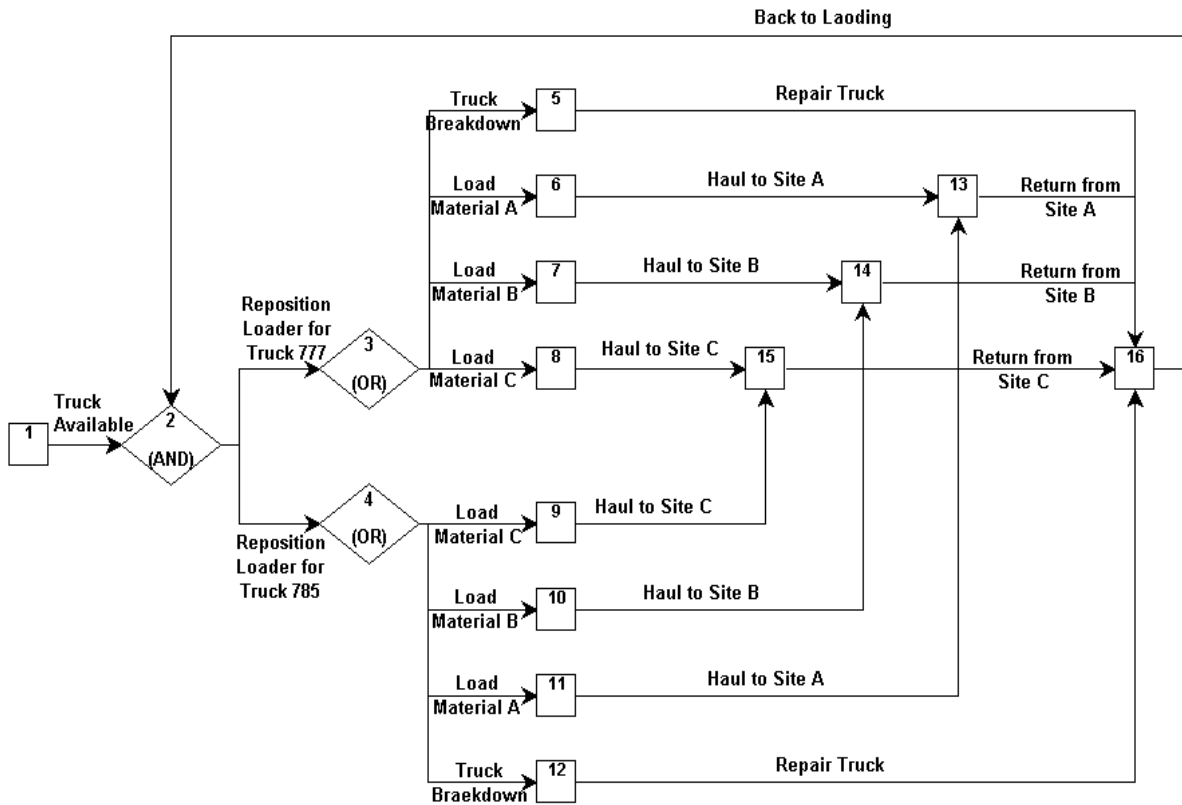 Back to Laoding
Truck
Breakdown
5
Repair Truck
Load
Material A
6
Haul to Site A
13
Return from
Site A
Load
Material B
7
Haul to Site B
14
Return from
Site B
Reposition
Loader for
Truck 777
3
(OR)
Load
Material C
8
Haul to Site C
15
Return from
Site C
16
1
Truck
Available
2
(AND)
Reposition
Loader for
Truck 785
4
(OR)
Load
Material C
9
Haul to Site C
Load
Material B
10
Haul to Site B
Load
Material A
11
Haul to Site A
Truck
Braekdown
12
Repair Truck